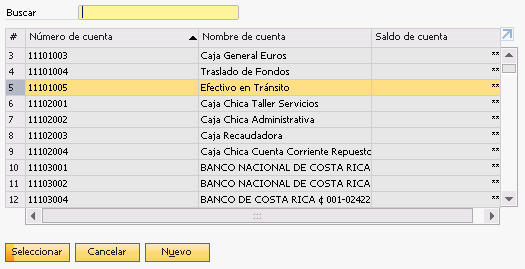 Buscar
# Número de cuenta Nombre de cuenta Saldo de cuenta
3 11101003 Caja General Euros **
4 11101004 Traslado de Fondos **
5 11101005 Efectivo en Tránsito **
6 11102001 Caja Chica Taller Servicios **
7 11102002 Caja Chica Administrativa **
8 11102003 Caja Recaudadora **
9 11102004 Caja Chica Cuenta Corriente Repuesto **
10 11103001 BANCO NACIONAL DE COSTA RICA **
11 11103002 BANCO NACIONAL DE COSTA RICA **
12 11103004 BANCO DE COSTA RICA ¢ 001-02422 **
Seleccionar Cancelar Nuevo